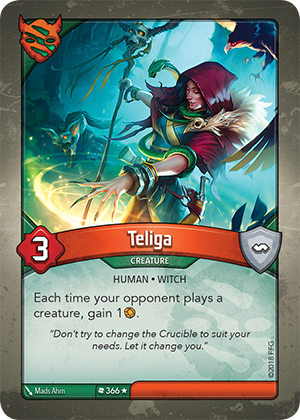 Teliga
CREATURE
3
HUMAN • WITCH
Each time your opponent plays a
creature, gain 1.
“Don’t try to change the Crucible to suit your
needs. Let it change you.”
Mads Ahm
366 ★
©2018 FFG